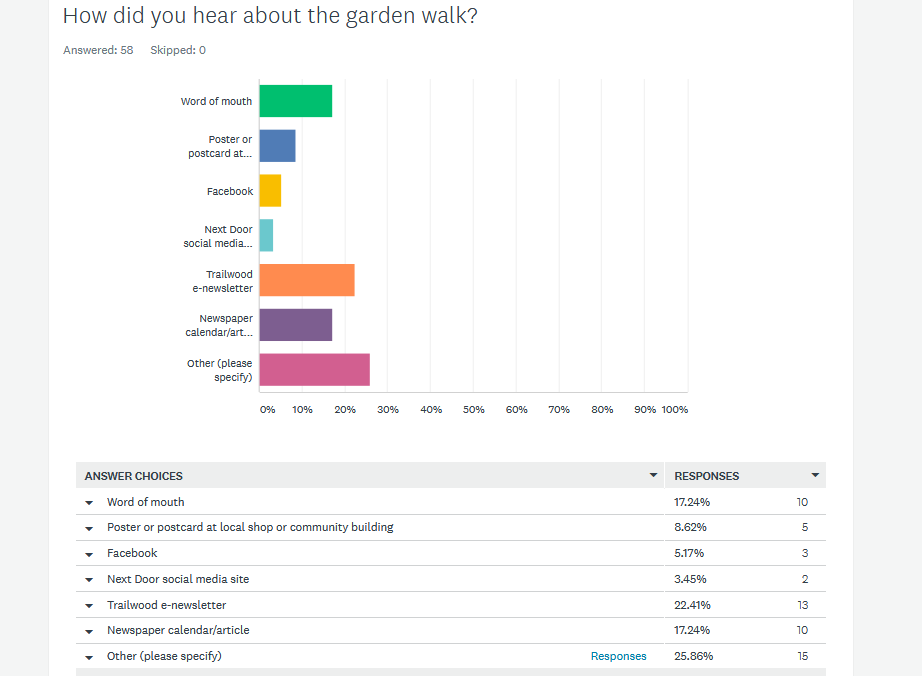 How did you hear about the garden walk?
Answered: 58 Skipped: 0
Word of mouth
Poster or
postcard at...
Facebook
Next Door
social media...
Trailwood
e-newsletter
Newspaper
calendar/art...
Other (please
specify)
0% 10% 20% 30% 40% 50% 60% 70% 80% 90% 100%
ANSWER CHOICES RESPONSES
Word of mouth 17.24% 10
Poster or postcard at local shop or community building 8.62% 5
Facebook 5.17% 3
Next Door social media site 3.45% 2
Trailwood e-newsletter 22.41% 13
Newspaper calendar/article 17.24% 10
Other (please specify) Responses 25.86% 15